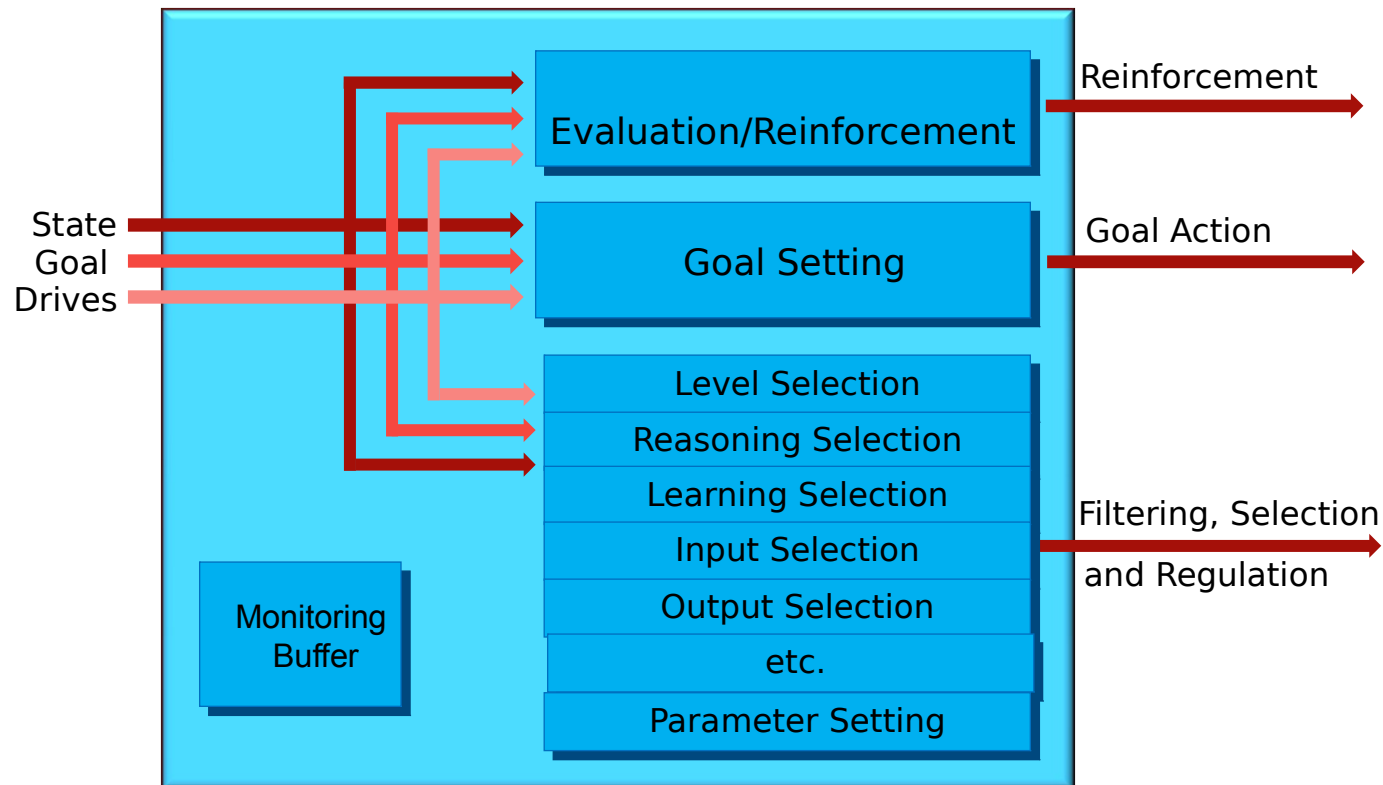 Reinforcement
Evaluation/Reinforcement
State
Goal
Drives
Goal Setting
Goal Action
Level Selection
Reasoning Selection
Learning Selection
Input Selection
Output Selection
etc.
Parameter Setting
Filtering, Selection
and Regulation
Monitoring
Buffer